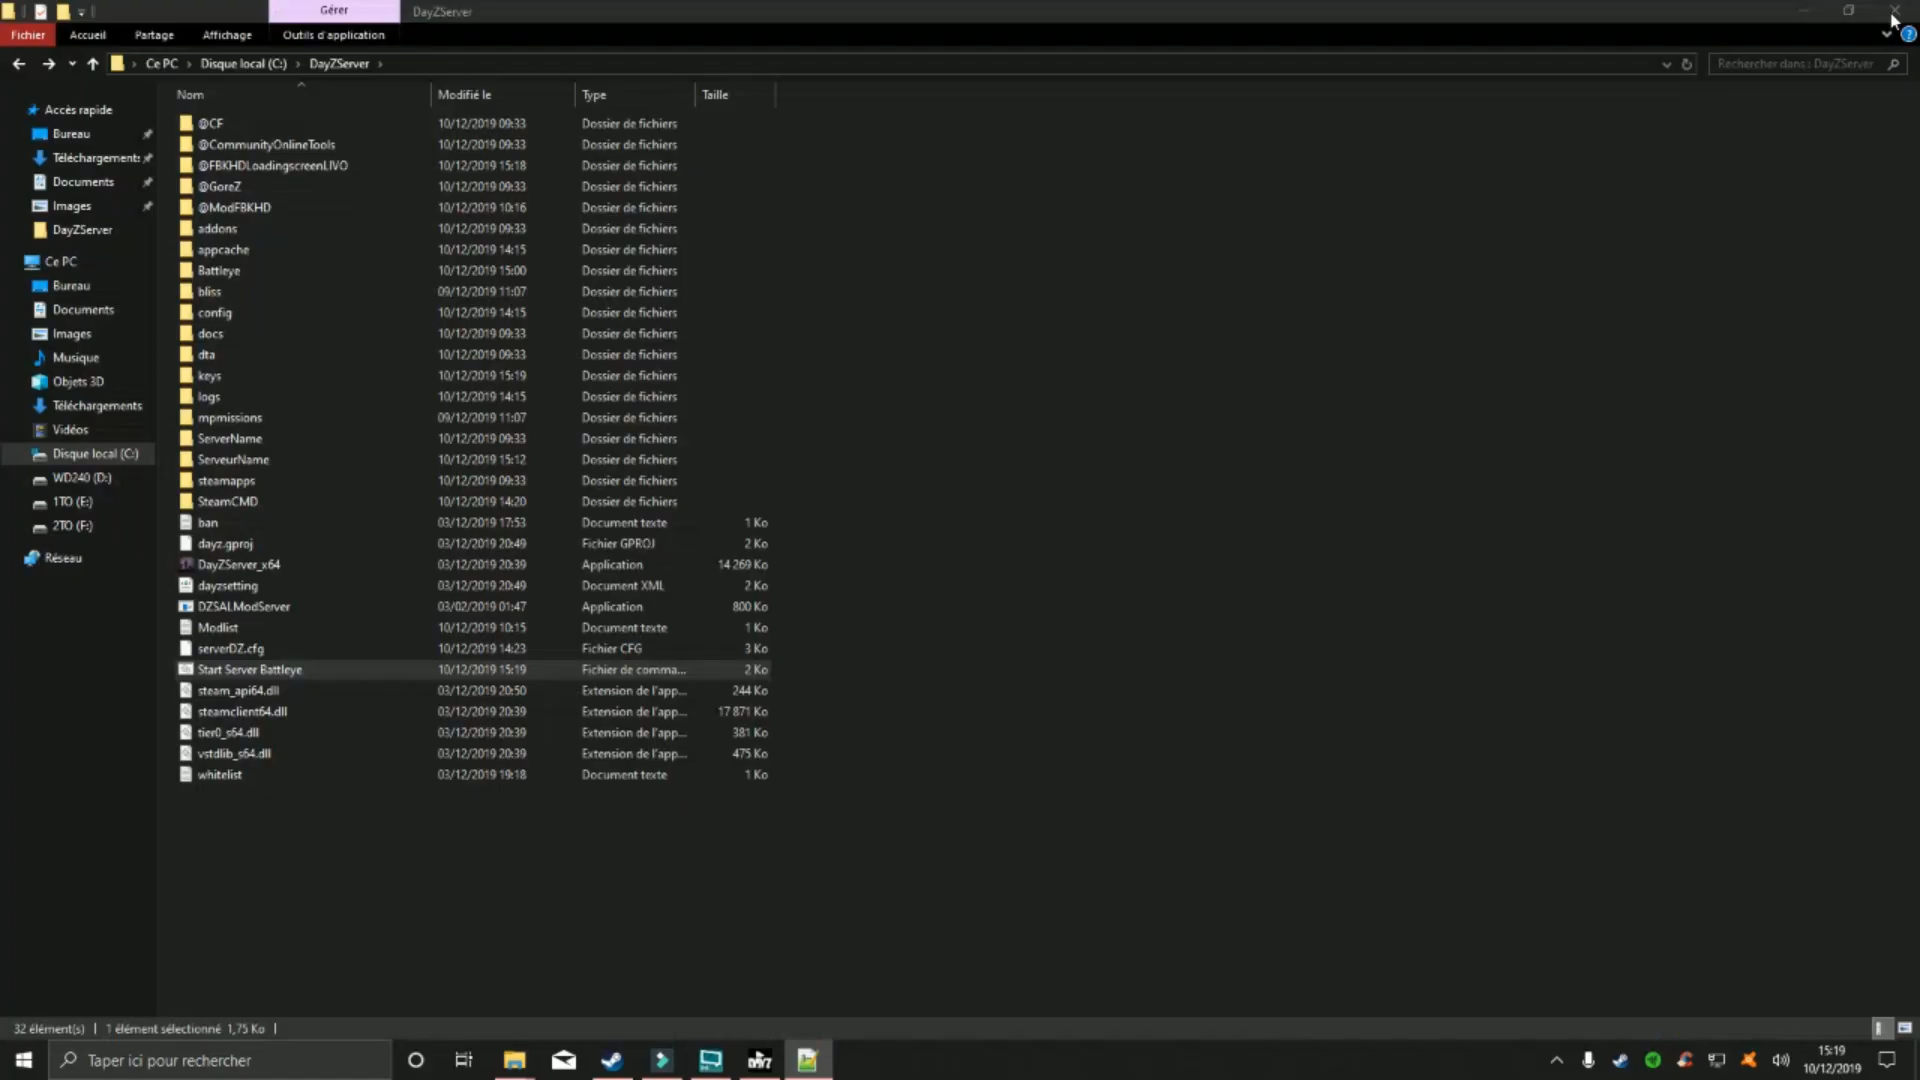 Gérer
DayZServer
Fichier Accueil Partage Affichage Outils d'application
Ce PC > Disque local (C:) > DayZServer >
Rechercher dans : DayZServer
Nom Modifié le Type Taille
Accès rapide
Bureau
Téléchargements
Documents
Images
DayZServer
Ce PC
Bureau
Documents
Images
Musique
Objets 3D
Téléchargements
Vidéos
Disque local (C:)
WD240 (D:)
1TO (E:)
2TO (F:)
Réseau
@CF 10/12/2019 09:33 Dossier de fichiers
@CommunityOnlineTools 10/12/2019 09:33 Dossier de fichiers
@FBKHDLoadingscreenLIVO 10/12/2019 15:18 Dossier de fichiers
@GoreZ 10/12/2019 09:33 Dossier de fichiers
@ModFBKHD 10/12/2019 10:16 Dossier de fichiers
addons 10/12/2019 09:33 Dossier de fichiers
appcache 10/12/2019 14:15 Dossier de fichiers
Battleye 10/12/2019 15:00 Dossier de fichiers
bliss 09/12/2019 11:07 Dossier de fichiers
config 10/12/2019 14:15 Dossier de fichiers
docs 10/12/2019 09:33 Dossier de fichiers
dta 10/12/2019 09:33 Dossier de fichiers
keys 10/12/2019 15:19 Dossier de fichiers
logs 10/12/2019 14:15 Dossier de fichiers
mpmissions 09/12/2019 11:07 Dossier de fichiers
ServerName 10/12/2019 09:33 Dossier de fichiers
ServeurName 10/12/2019 15:12 Dossier de fichiers
steamapps 10/12/2019 09:33 Dossier de fichiers
SteamCMD 10/12/2019 14:20 Dossier de fichiers
ban 03/12/2019 17:53 Document texte 1 Ko
dayz.gproj 03/12/2019 20:49 Fichier GPROJ 2 Ko
DayZServer_x64 03/12/2019 20:39 Application 14 269 Ko
dayzsetting 03/12/2019 20:49 Document XML 2 Ko
DZSALModServer 03/02/2019 01:47 Application 800 Ko
Modlist 10/12/2019 10:15 Document texte 1 Ko
serverDZ.cfg 10/12/2019 14:23 Fichier CFG 3 Ko
Start Server Battleye 10/12/2019 15:19 Fichier de comma... 2 Ko
steam_api64.dll 03/12/2019 20:50 Extension de l'app... 244 Ko
steamclient64.dll 03/12/2019 20:39 Extension de l'app... 17 871 Ko
tier0_s64.dll 03/12/2019 20:39 Extension de l'app... 381 Ko
vstdlib_s64.dll 03/12/2019 20:39 Extension de l'app... 475 Ko
whitelist 03/12/2019 19:18 Document texte 1 Ko
32 élément(s) | 1 élément sélectionné 1,75 Ko |
Taper ici pour rechercher
15:19
10/12/2019